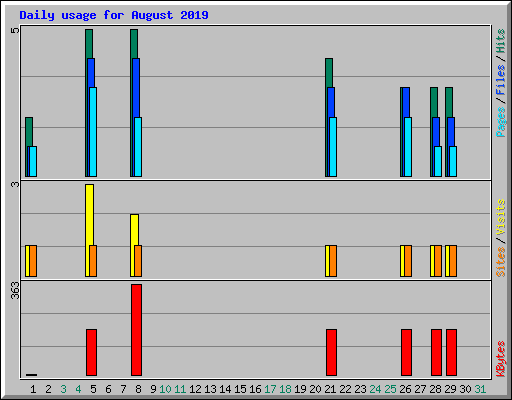 Daily usage for August 2019
5
Pages/Files/Hits
3
Sites/Visits
363
KBytes
1 2 3 4 5 6 7 8 9 10 11 12 13 14 15 16 17 18 19 20 21 22 23 24 25 26 27 28 29 30 31